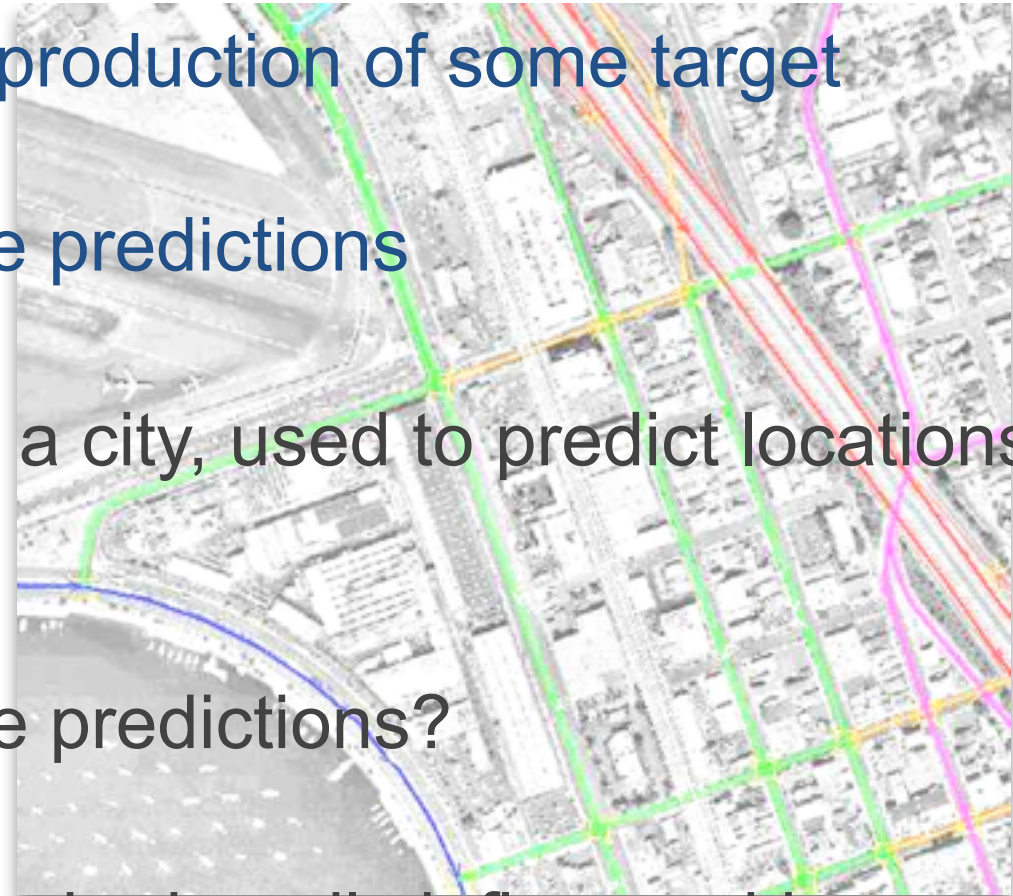 production of some target
e predictions
a city, used to predict locations
e predictions?